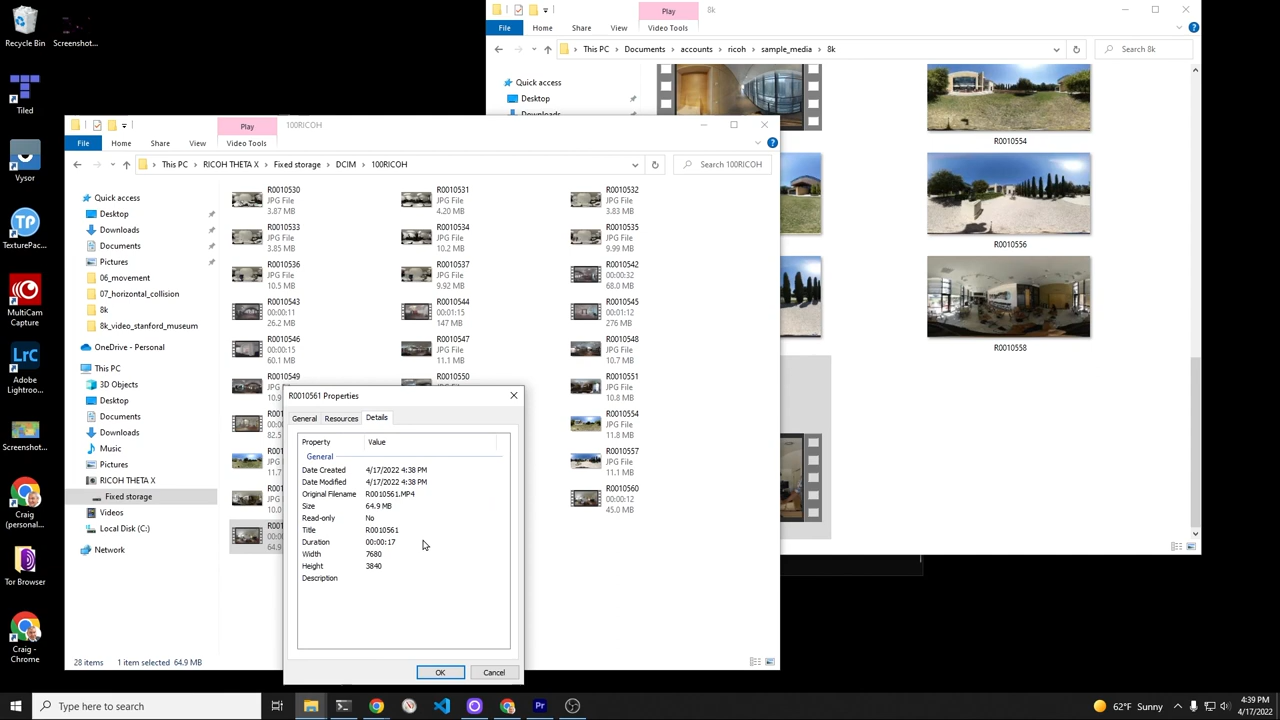 Recycle Bin
Screenshot...
Tiled
Vysor
TexturePac...
MultiCam
Capture
Adobe
Lightroo...
Screenshot...
Craig
(personal...
Tor Browser
Craig -
Chrome
Play
8k
File
Home
Share
View
Video Tools
This PC
Documents
accounts
ricoh
sample_media
8k
Search 8k
Quick access
Desktop
R0010554
R0010556
R0010558
Play
100RICOH
File
Home
Share
View
Video Tools
This PC
RICOH THETA X
Fixed storage
DCIM
100RICOH
Search 100RICOH
Quick access
Desktop
Downloads
Documents
Pictures
06_movement
07_horizontal_collision
8k
8k_video_stanford_museum
OneDrive - Personal
This PC
3D Objects
Desktop
Documents
Downloads
Music
Pictures
RICOH THETA X
Fixed storage
Videos
Local Disk (C:)
Network
R0010530
JPG File
3.87 MB
R0010531
JPG File
4.20 MB
R0010532
JPG File
3.83 MB
R0010533
JPG File
3.85 MB
R0010534
JPG File
10.2 MB
R0010535
JPG File
9.99 MB
R0010536
JPG File
10.5 MB
R0010537
JPG File
9.92 MB
R0010542
00:00:32
68.0 MB
R0010543
00:00:11
26.2 MB
R0010544
00:01:15
147 MB
R0010545
00:01:12
276 MB
R0010546
00:00:15
60.1 MB
R0010547
JPG File
11.1 MB
R0010548
JPG File
10.7 MB
R0010549
R0010550
R0010551
JPG File
10.8 MB
R0010554
JPG File
11.8 MB
R0010557
JPG File
11.1 MB
R0010560
00:00:12
45.0 MB
28 items
1 item selected 64.9 MB
R0010561 Properties
General
Resources
Details
Property
Value
General
Date Created
4/17/2022 4:38 PM
Date Modified
4/17/2022 4:38 PM
Original Filename
R0010561.MP4
Size
64.9 MB
Read-only
No
Title
R0010561
Duration
00:00:17
Width
7680
Height
3840
Description
OK
Cancel
Type here to search
62°F Sunny
4:39 PM
4/17/2022